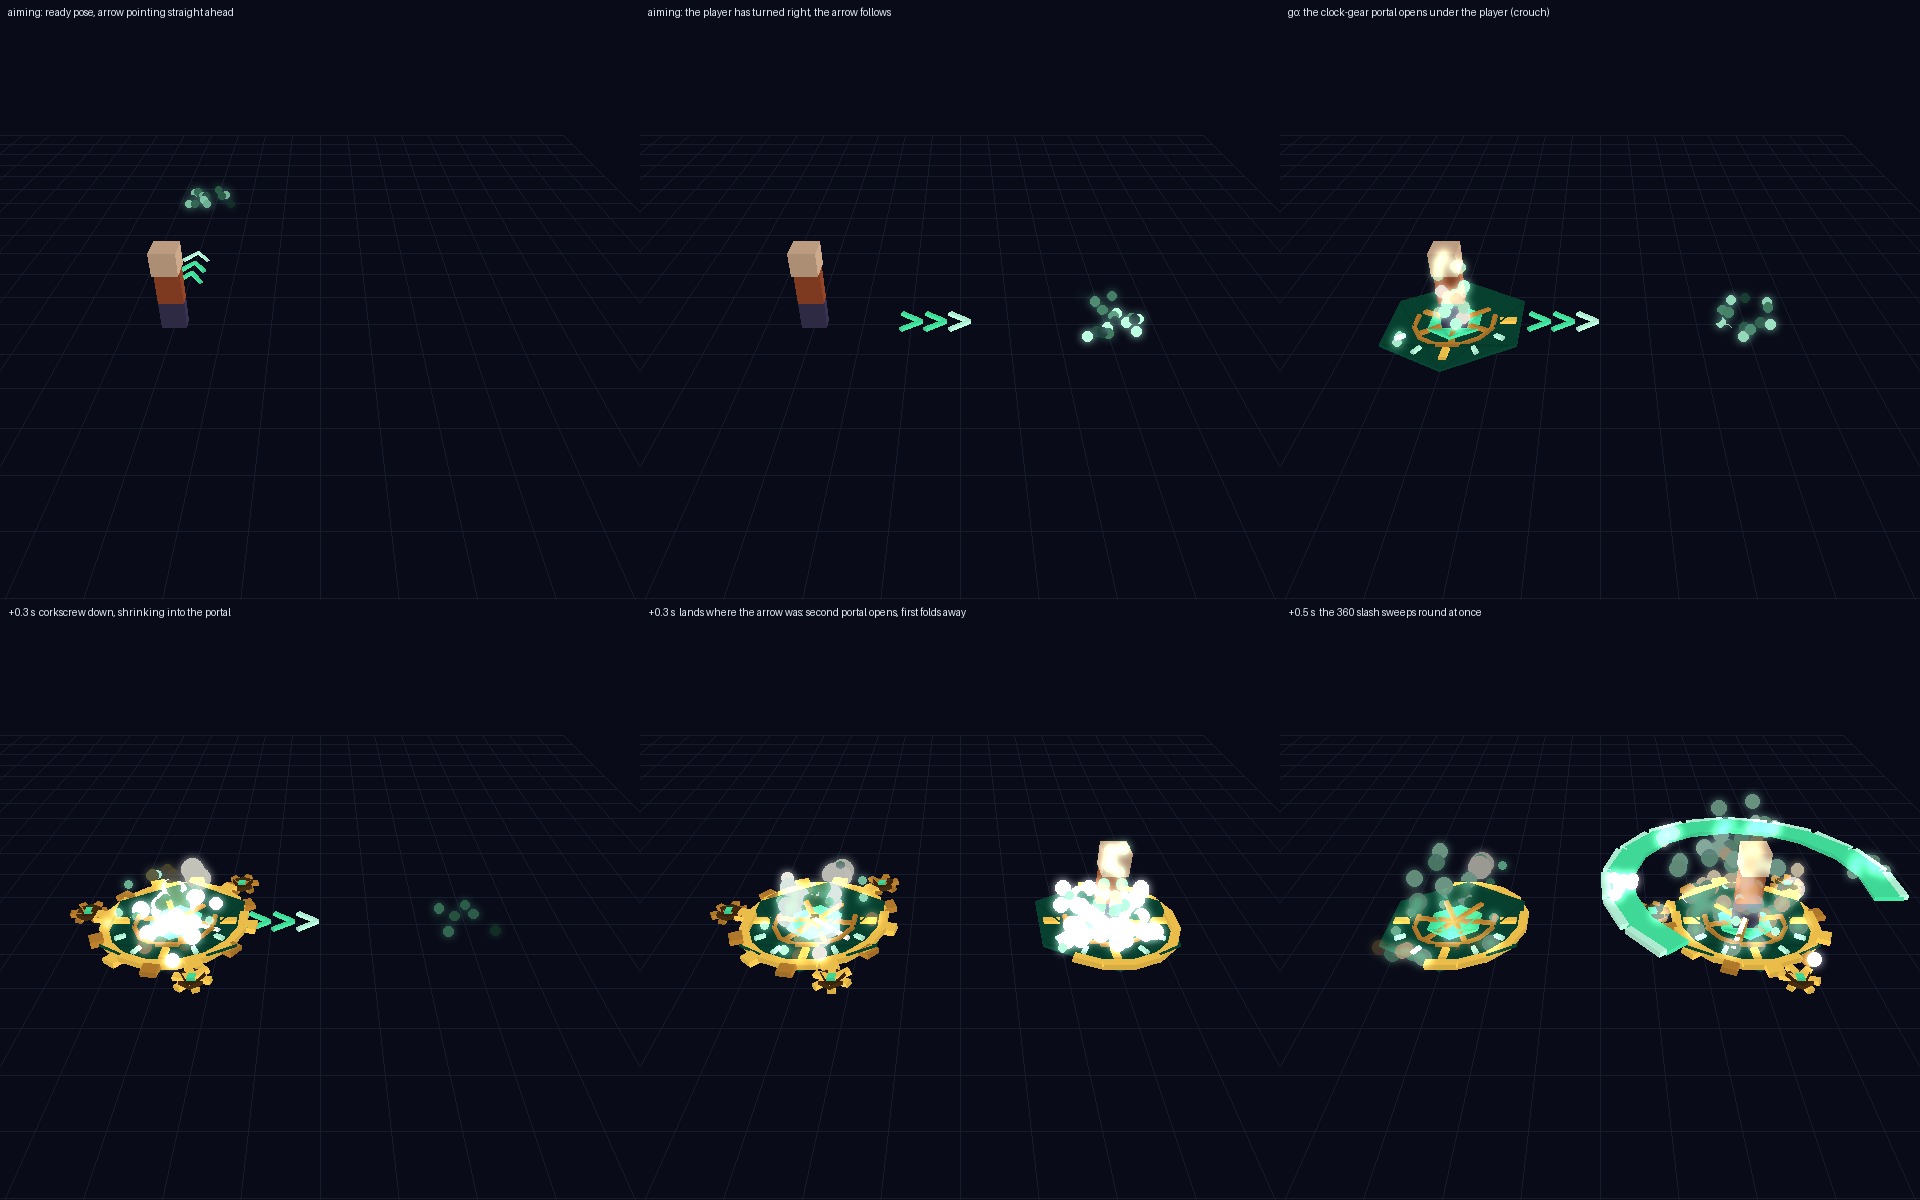 aiming: ready pose, arrow pointing straight ahead
aiming: the player has turned right, the arrow follows
go: the clock-gear portal opens under the player (crouch)
+0.3 s corkscrew down, shrinking into the portal
+0.3 s lands where the arrow was: second portal opens, first folds away
+0.5 s the 360 slash sweeps round at once